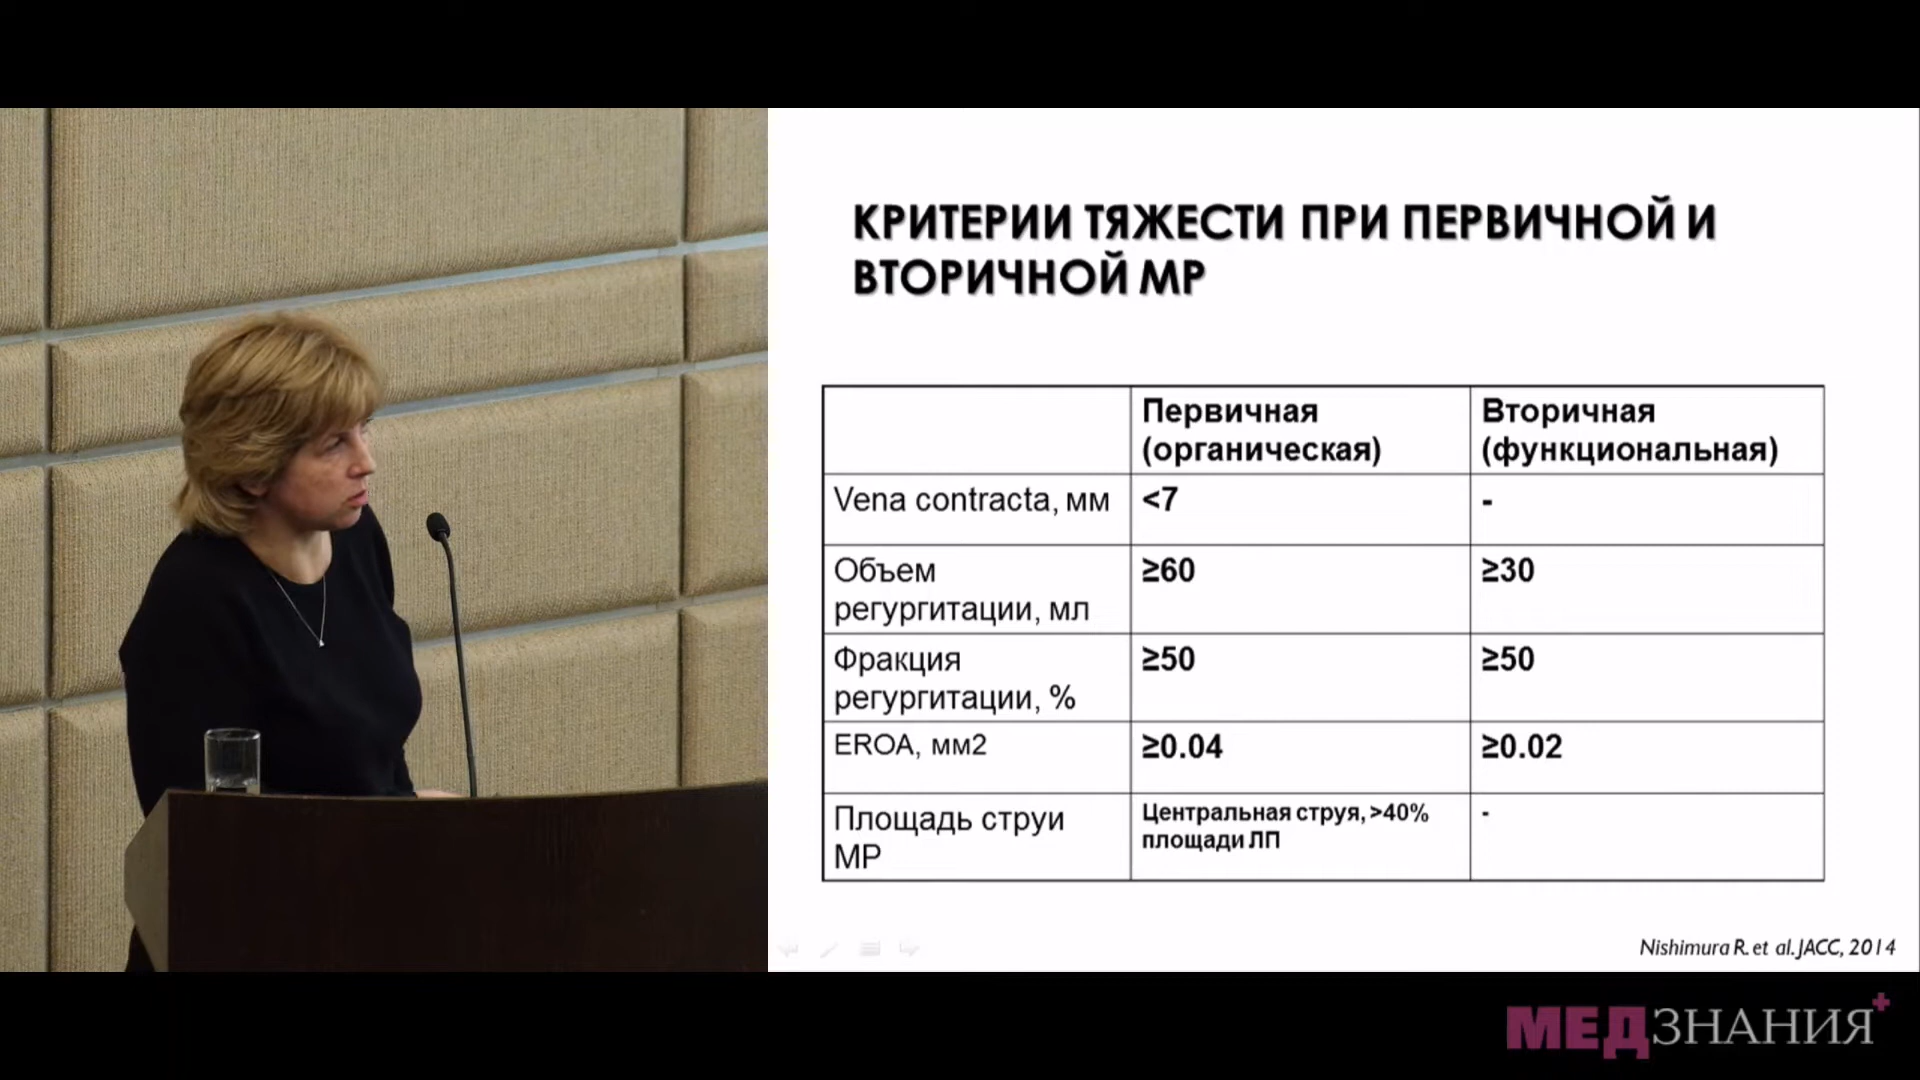 КРИТЕРИИ ТЯЖЕСТИ ПРИ ПЕРВИЧНОЙ И
ВТОРИЧНОЙ МР
Первичная
(органическая)
Вторичная
(функциональная)
Vena contracta, мм
<7
-
Объем
регургитации, мл
≥60
≥30
Фракция
регургитации, %
≥50
≥50
EROA, мм2
≥0.04
≥0.02
Площадь струи
МР
Центральная струя, >40%
площади ЛП
-
Nishimura R. et al. JACC, 2014
МЕДЗНАНИЯ+